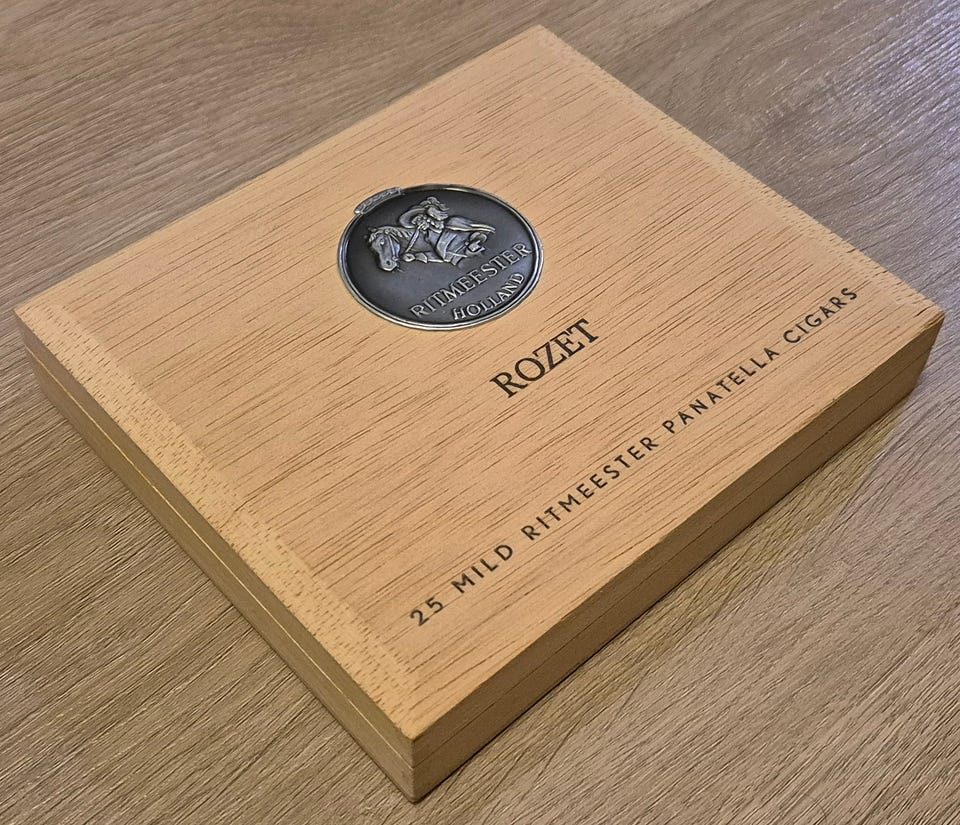 RITMEESTER
HOLLAND
ROZET
25 MILD RITMEESTER PANATELLA CIGARS